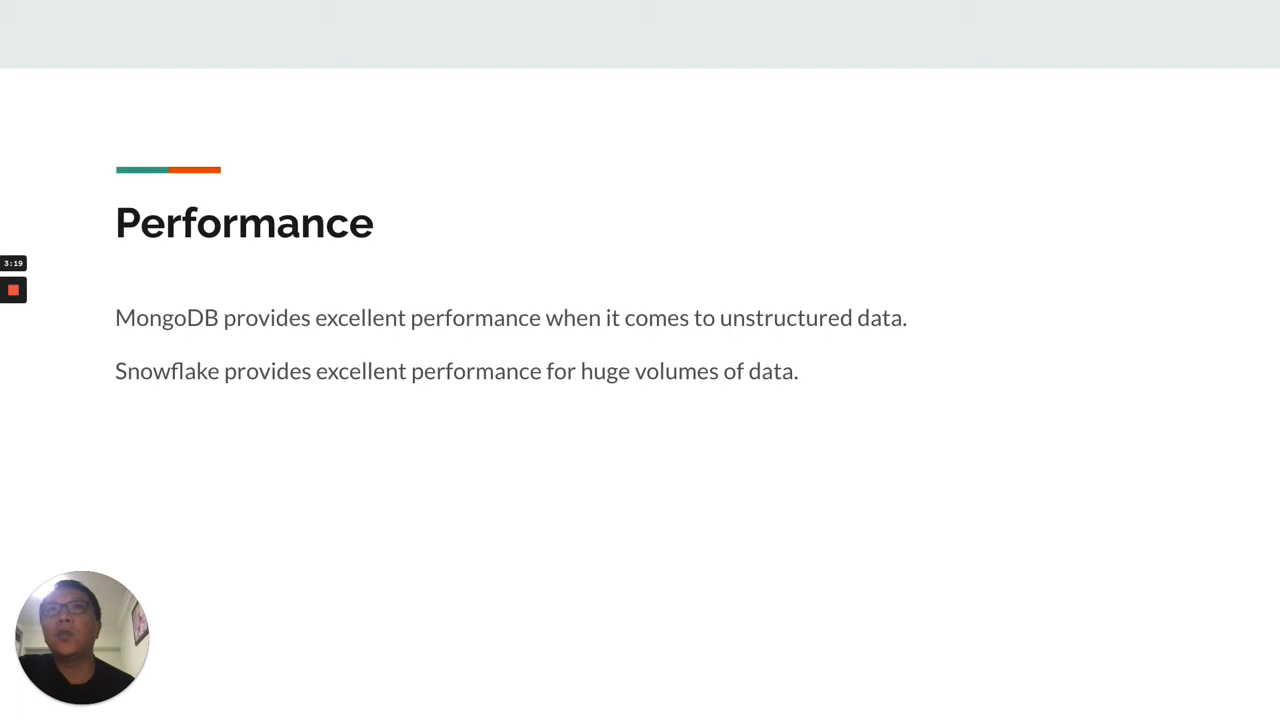 Performance
3:19
MongoDB provides excellent performance when it comes to unstructured data.
Snowflake provides excellent performance for huge volumes of data.